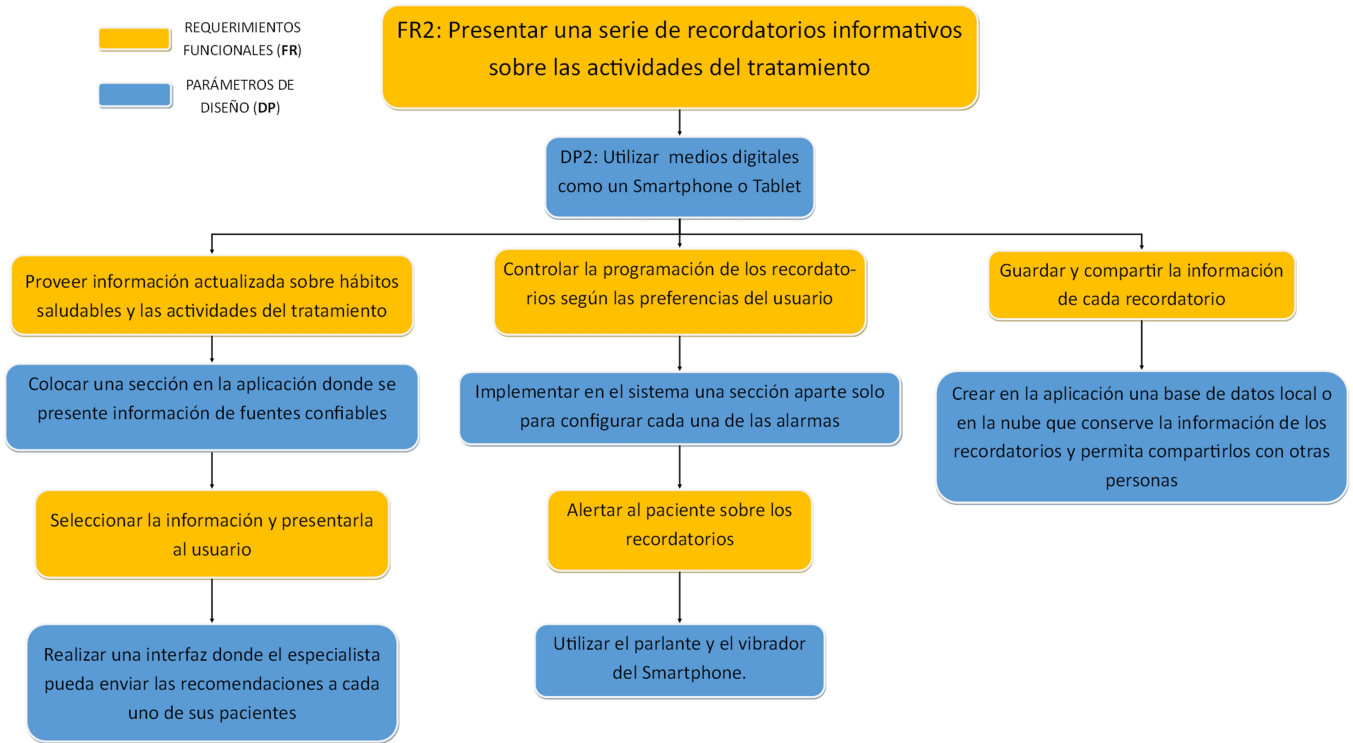 REQUERIMIENTOS
FUNCIONALES (FR)
PARÁMETROS DE
DISEÑO (DP)
FR2: Presentar una serie de recordatorios informativos
sobre las actividades del tratamiento
DP2: Utilizar medios digitales
como un Smartphone o Tablet
Proveer información actualizada sobre hábitos
saludables y las actividades del tratamiento
Colocar una sección en la aplicación donde se
presente información de fuentes confiables
Seleccionar la información y presentarla
al usuario
Realizar una interfaz donde el especialista
pueda enviar las recomendaciones a cada
uno de sus pacientes
Controlar la programación de los recordato-
rios según las preferencias del usuario
Implementar en el sistema una sección aparte solo
para configurar cada una de las alarmas
Alertar al paciente sobre los
recordatorios
Utilizar el parlante y el vibrador
del Smartphone.
Guardar y compartir la información
de cada recordatorio
Crear en la aplicación una base de datos local o
en la nube que conserve la información de los
recordatorios y permita compartirlos con otras
personas